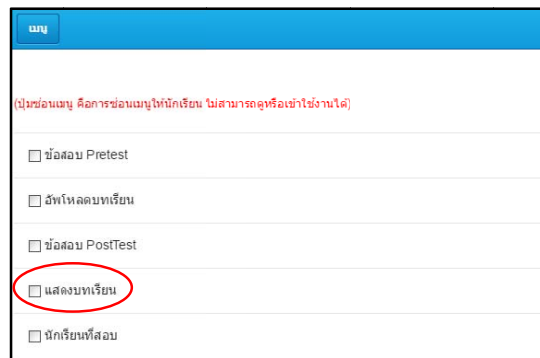 เมนู
(ปุ่มซ่อนเมนู คือการซ่อนเมนูให้นักเรียน ไม่สามารถดูหรือเข้าใช้งานได้)
ข้อสอบ Pretest
อัพโหลดบทเรียน
ข้อสอบ PostTest
แสดงบทเรียน
นักเรียนที่สอบ